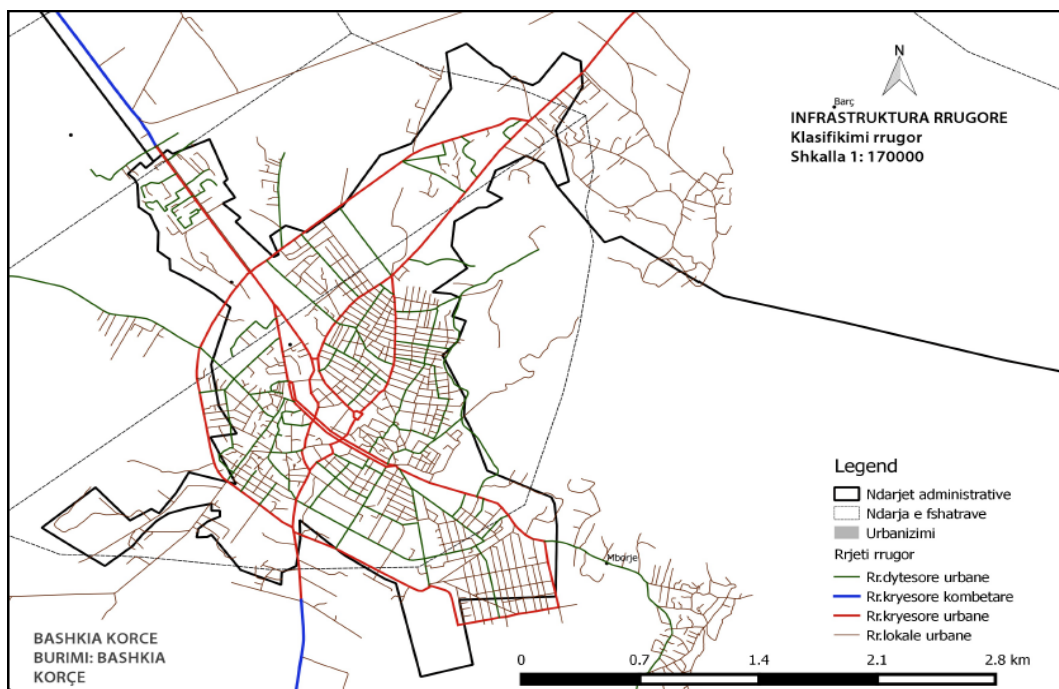 N
Barç
INFRASTRUKTURA RRUGORE
Klasifikimi rrugor
Shkalla 1: 170000
Legend
Ndarjet administrative
Ndarja e fshatrave
Urbanizimi
Rrjeti rrugor
Rr.dytesore urbane
Rr.kryesore kombetare
Rr.kryesore urbane
Rr.lokale urbane
Mborje
BASHKIA KORCE
BURIMI: BASHKIA
KORÇE
0 0.7 1.4 2.1 2.8 km